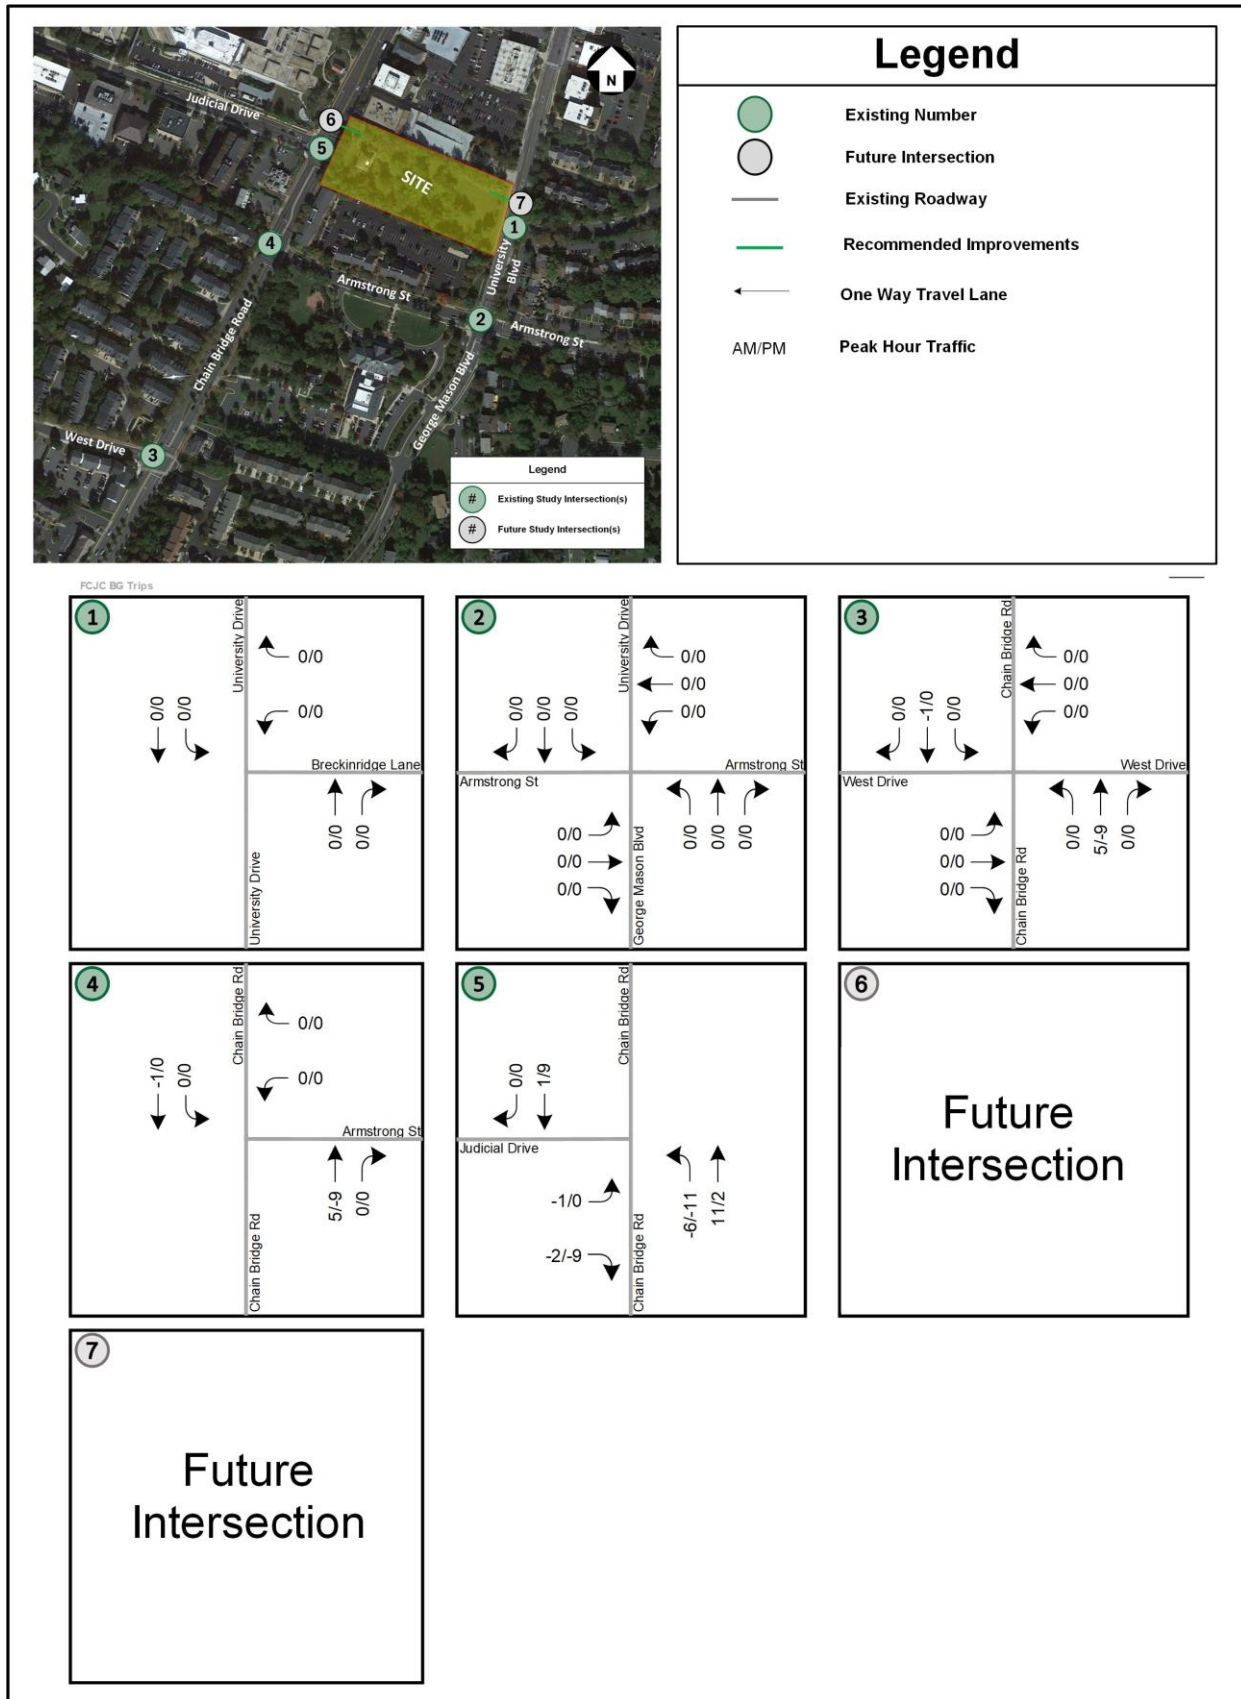 N
Judicial Drive
6
5
SITE
7
1
4
University
Blvd
Armstrong St
2
Armstrong St
Chain Bridge Road
George Mason Blvd
West Drive
3
Legend
# Existing Study Intersection(s)
# Future Study Intersection(s)
Legend
Existing Number
Future Intersection
Existing Roadway
Recommended Improvements
One Way Travel Lane
AM/PM Peak Hour Traffic
FCJC BG Trips
1
University Drive
0/0
0/0
0/0
0/0
Breckinridge Lane
0/0
0/0
University Drive
2
University Drive
0/0
0/0
0/0
0/0
0/0
0/0
Armstrong St
Armstrong St
0/0
0/0
0/0
0/0
0/0
0/0
George Mason Blvd
3
Chain Bridge Rd
0/0
0/0
0/0
0/0
-1/0
0/0
West Drive
West Drive
0/0
0/0
0/0
0/0
5/-9
0/0
Chain Bridge Rd
4
Chain Bridge Rd
0/0
0/0
-1/0
0/0
Armstrong St
5/-9
0/0
Chain Bridge Rd
5
Chain Bridge Rd
0/0
1/9
Judicial Drive
-1/0
-2/-9
-6/-11
11/2
Chain Bridge Rd
6
Future
Intersection
7
Future
Intersection